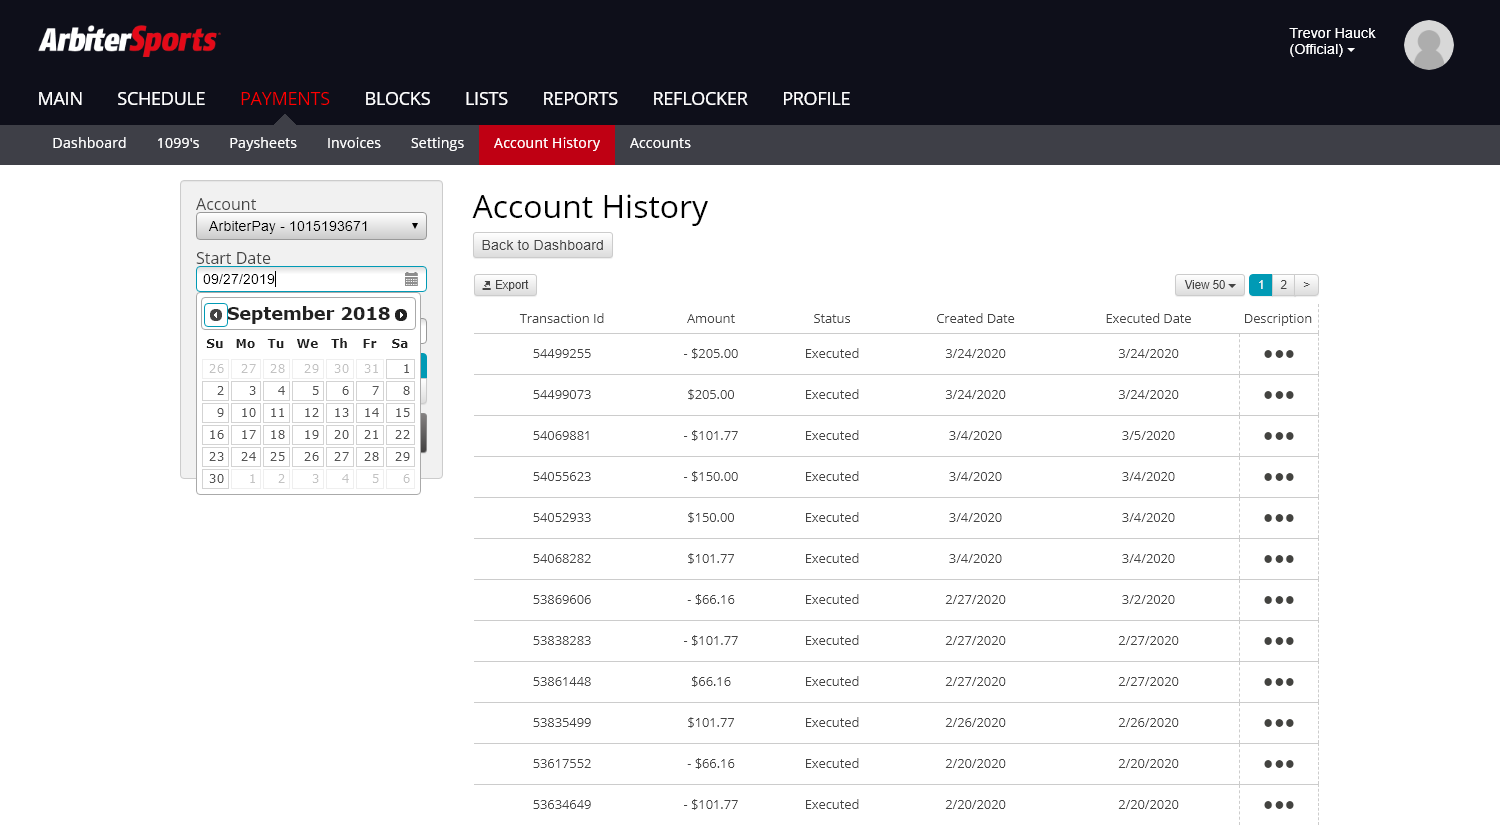 ArbiterSports
Trevor Hauck
(Official)
MAIN SCHEDULE PAYMENTS BLOCKS LISTS REPORTS REFLOCKER PROFILE
Dashboard 1099's Paysheets Invoices Settings Account History Accounts
Account
ArbiterPay - 1015193671
Start Date
09/27/2019
September 2018
Su Mo Tu We Th Fr Sa
26 27 28 29 30 31 1
2 3 4 5 6 7 8
9 10 11 12 13 14 15
16 17 18 19 20 21 22
23 24 25 26 27 28 29
30 1 2 3 4 5 6
Account History
Back to Dashboard
Export
View 50 1 2 >
Transaction Id Amount Status Created Date Executed Date Description
54499255 - $205.00 Executed 3/24/2020 3/24/2020
54499073 $205.00 Executed 3/24/2020 3/24/2020
54069881 - $101.77 Executed 3/4/2020 3/5/2020
54055623 - $150.00 Executed 3/4/2020 3/4/2020
54052933 $150.00 Executed 3/4/2020 3/4/2020
54068282 $101.77 Executed 3/4/2020 3/4/2020
53869606 - $66.16 Executed 2/27/2020 3/2/2020
53838283 - $101.77 Executed 2/27/2020 2/27/2020
53861448 $66.16 Executed 2/27/2020 2/27/2020
53835499 $101.77 Executed 2/26/2020 2/26/2020
53617552 - $66.16 Executed 2/20/2020 2/20/2020
53634649 - $101.77 Executed 2/20/2020 2/20/2020